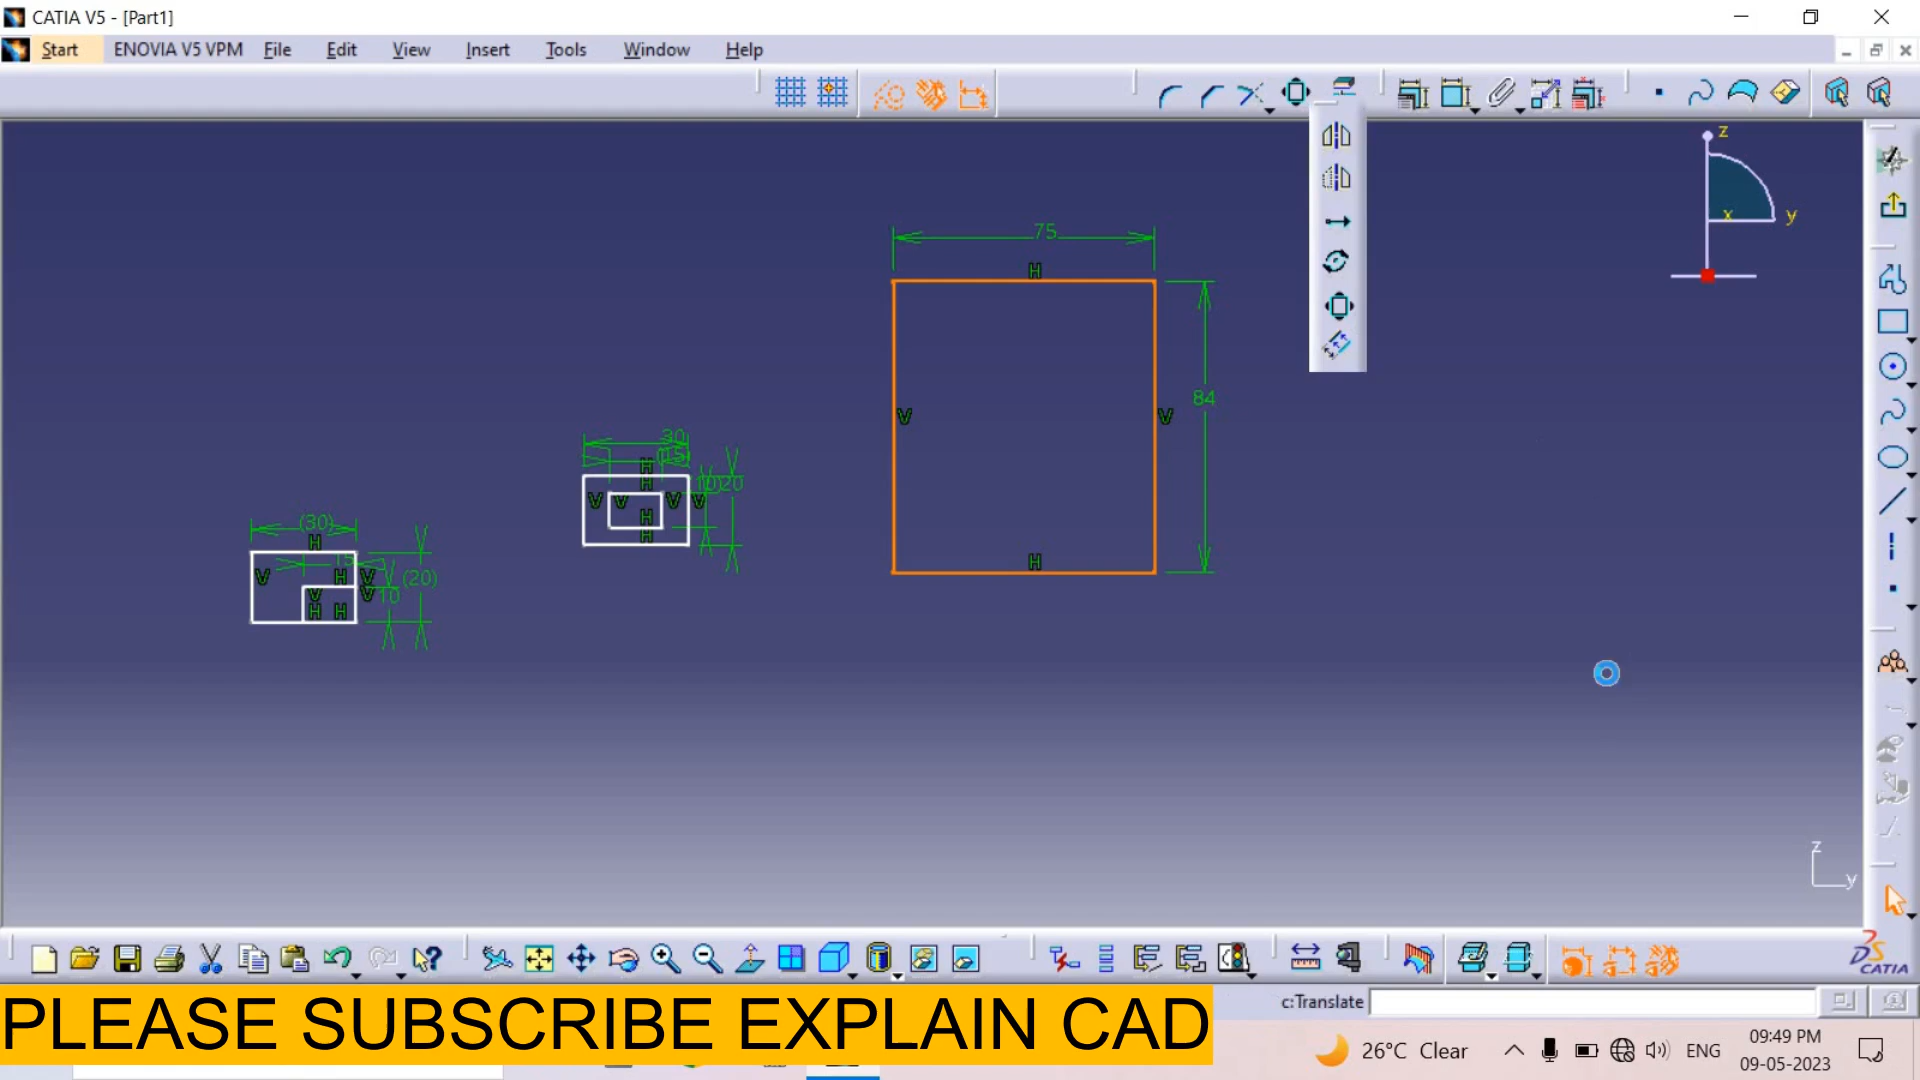 CATIA V5 - [Part1]
Start ENOVIA V5 VPM File Edit View Insert Tools Window Help
z
x y
75
H
V V
84
H
30
(15)
H
H
V V V V
20
H
H
(30)
H
15
V H V
(20)
V V
10
H H
z
y
CATIA
c:Translate
PLEASE SUBSCRIBE EXPLAIN CAD
26°C Clear
ENG
09:49 PM
09-05-2023